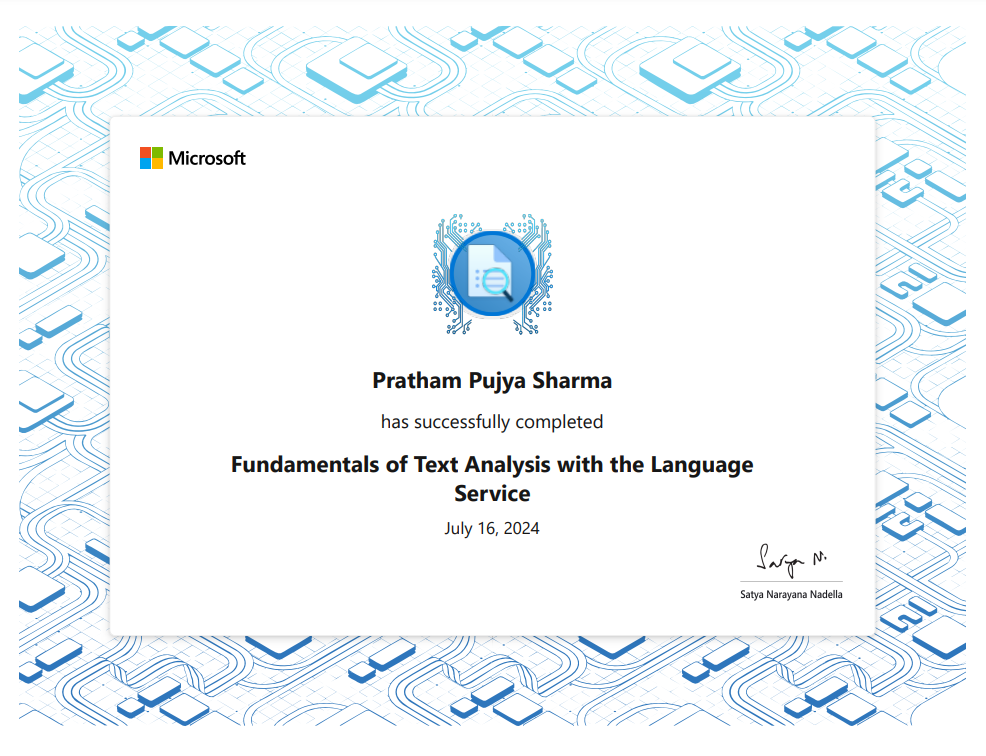 Microsoft
Pratham Pujya Sharma
has successfully completed
Fundamentals of Text Analysis with the Language
Service
July 16, 2024
Satya N.
Satya Narayana Nadella